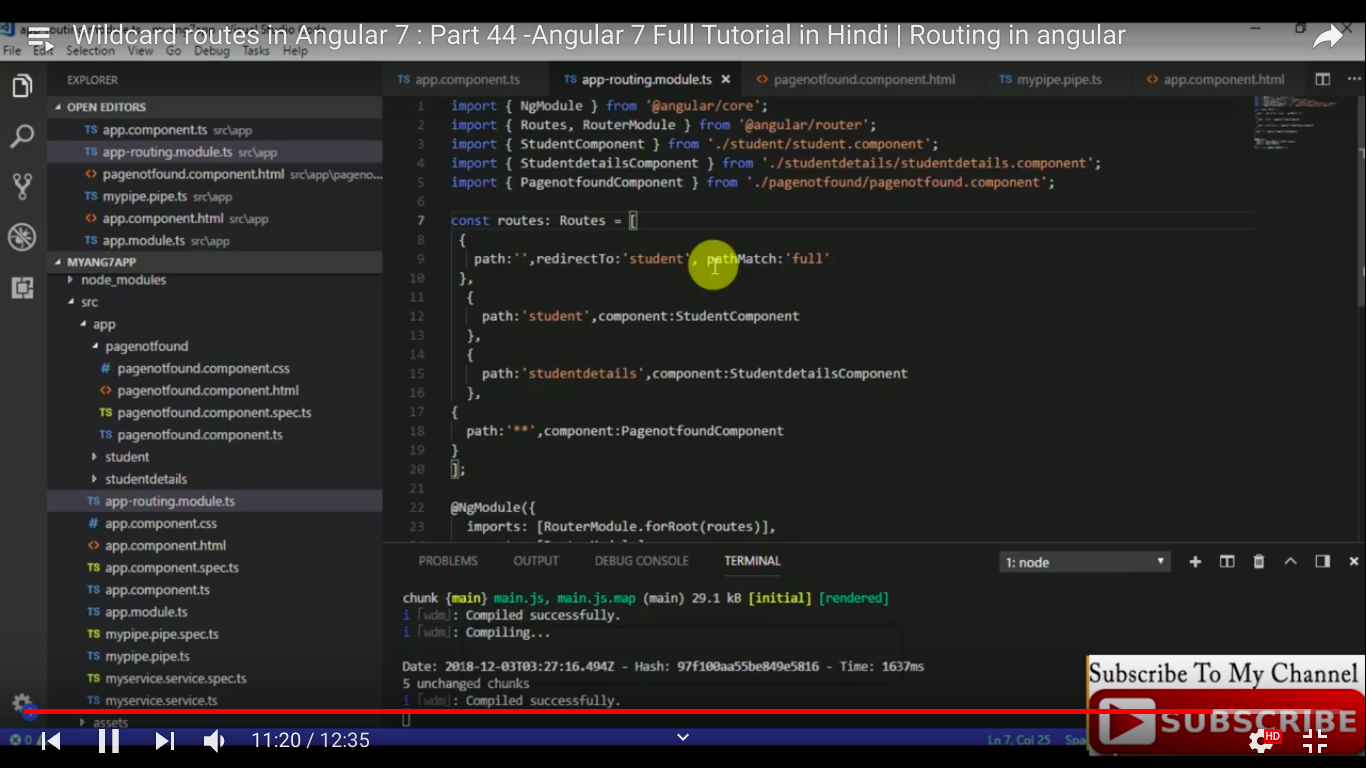 Wildcard routes in Angular 7 : Part 44 -Angular 7 Full Tutorial in Hindi | Routing in angular
File Edit Selection View Go Debug Tasks Help
EXPLORER
OPEN EDITORS
TS app.component.ts src\app
TS app-routing.module.ts src\app
<> pagenotfound.component.html src\app\pageno...
TS mypipe.pipe.ts src\app
<> app.component.html src\app
TS app.module.ts src\app
MYANG7APP
node_modules
src
app
pagenotfound
# pagenotfound.component.css
<> pagenotfound.component.html
TS pagenotfound.component.spec.ts
TS pagenotfound.component.ts
student
studentdetails
TS app-routing.module.ts
# app.component.css
<> app.component.html
TS app.component.spec.ts
TS app.component.ts
TS app.module.ts
TS mypipe.pipe.spec.ts
TS mypipe.pipe.ts
TS myservice.service.spec.ts
TS myservice.service.ts
assets
TS app.component.ts TS app-routing.module.ts × <> pagenotfound.component.html TS mypipe.pipe.ts <> app.component.html ...
1 import { NgModule } from '@angular/core';
2 import { Routes, RouterModule } from '@angular/router';
3 import { StudentComponent } from './student/student.component';
4 import { StudentdetailsComponent } from './studentdetails/studentdetails.component';
5 import { PagenotfoundComponent } from './pagenotfound/pagenotfound.component';
6
7 const routes: Routes = [
8 {
9 path:'',redirectTo:'student', pathMatch:'full'
10 },
11 {
12 path:'student',component:StudentComponent
13 },
14 {
15 path:'studentdetails',component:StudentdetailsComponent
16 },
17 {
18 path:'**',component:PagenotfoundComponent
19 }
20 ];
21
22 @NgModule({
23 imports: [RouterModule.forRoot(routes)],
PROBLEMS OUTPUT DEBUG CONSOLE TERMINAL 1: node
chunk {main} main.js, main.js.map (main) 29.1 kB [initial] [rendered]
i ｢wdm｣: Compiled successfully.
i ｢wdm｣: Compiling...
Date: 2018-12-03T03:27:16.494Z - Hash: 97f100aa55be849e5816 - Time: 1637ms
5 unchanged chunks
i ｢wdm｣: Compiled successfully.
Subscribe To My Channel
SUBSCRIBE
0
11:20 / 12:35
Ln 7, Col 25
HD